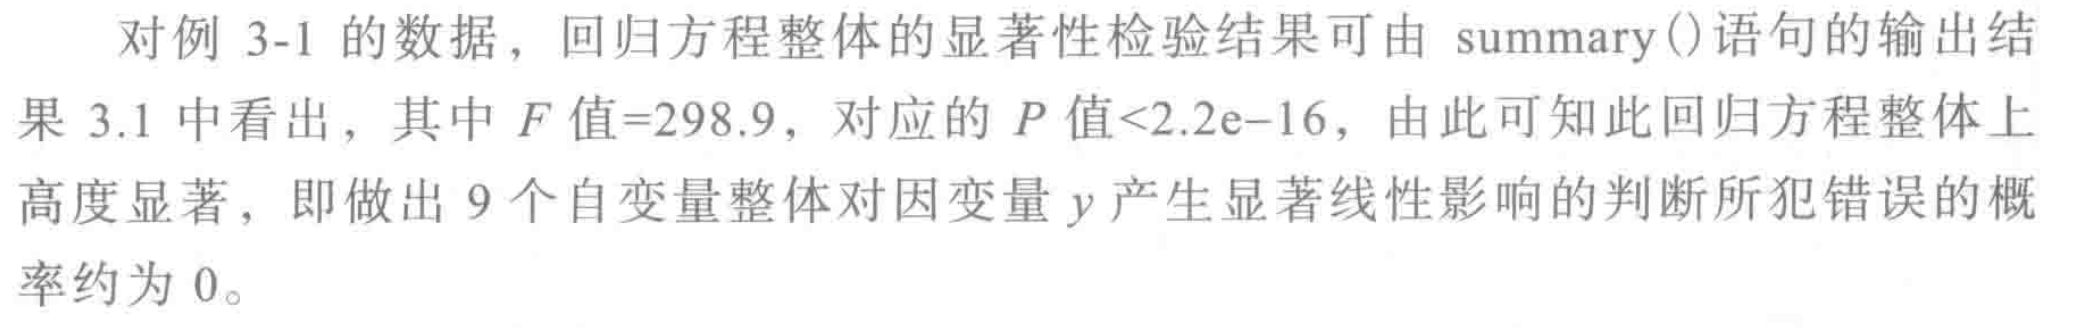 对例 3-1 的数据，回归方程整体的显著性检验结果可由 summary()语句的输出结
果 3.1 中看出，其中 F 值=298.9，对应的 P 值<2.2e−16，由此可知此回归方程整体上
高度显著，即做出 9 个自变量整体对因变量 y 产生显著线性影响的判断所犯错误的概
率约为 0。